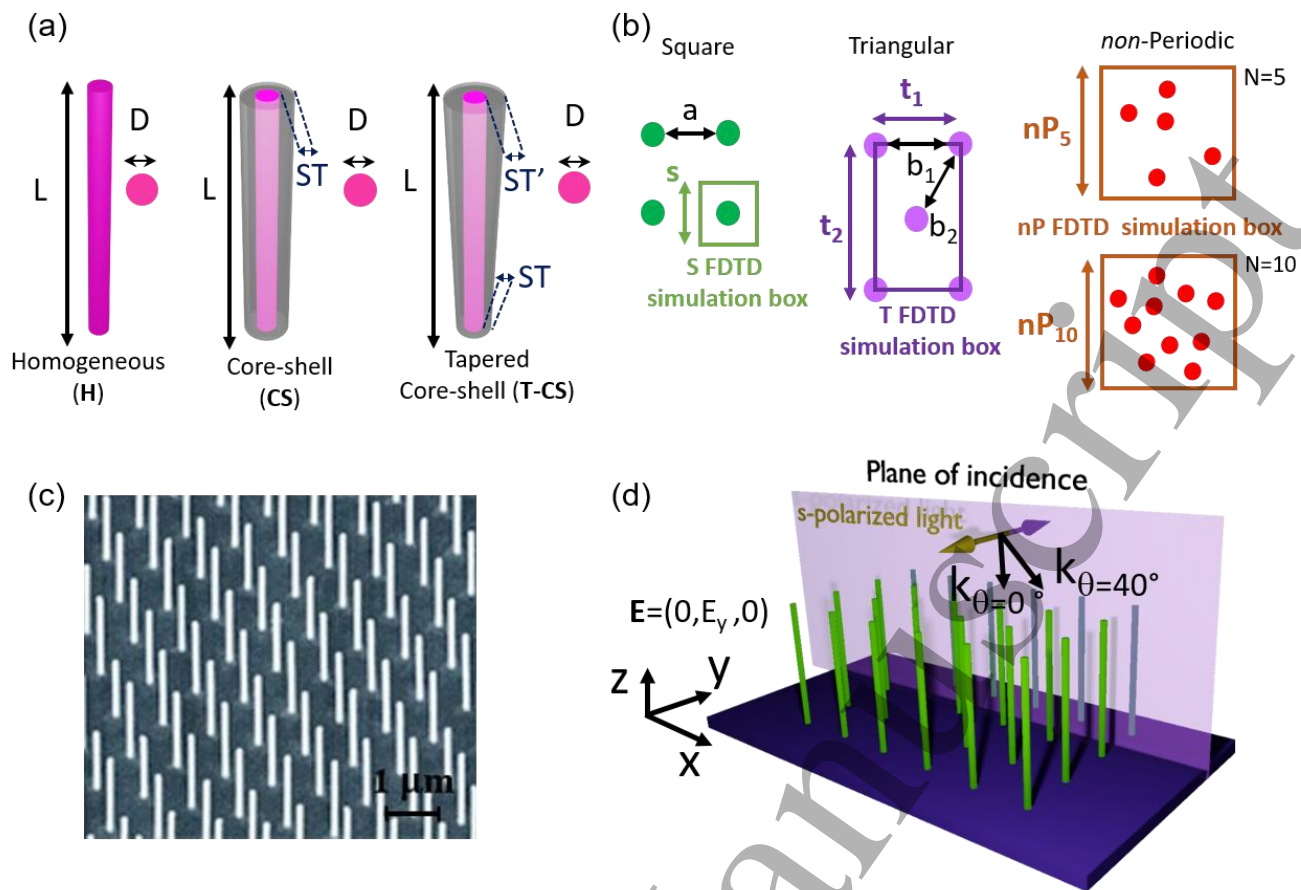 (a)
L
D
Homogeneous
(H)
D
ST
Core-shell
(CS)
L
D
ST'
ST
Tapered
Core-shell (T-CS)
(b)
Square
a
s
S FDTD
simulation box
Triangular
t1
b1
b2
t2
T FDTD
simulation box
non-Periodic
N=5
nP5
nP FDTD simulation box
N=10
nP10
(c)
1 μm
(d)
Plane of incidence
s-polarized light
kθ=0°
kθ=40°
E=(0,Ey,0)
z
y
x